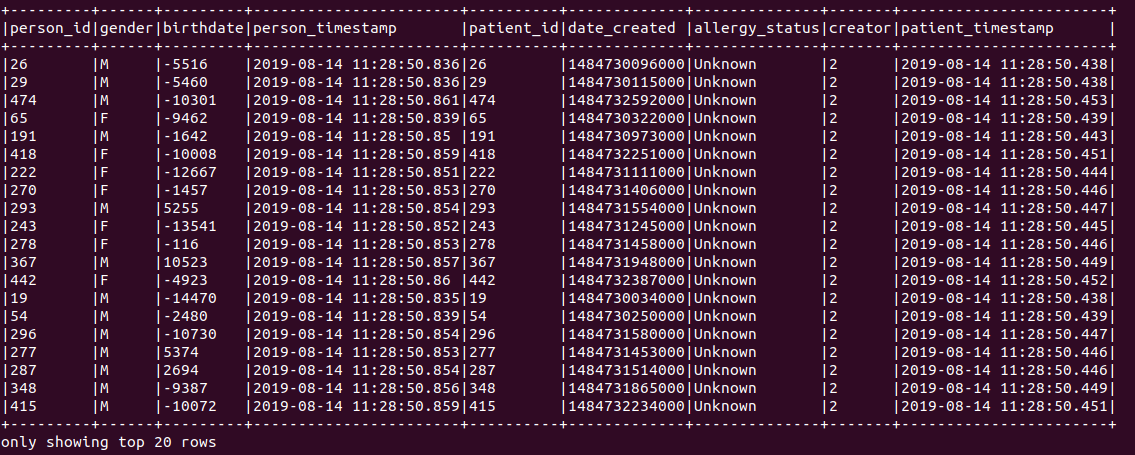 +---------+------+---------+-----------------------+----------+-------------+--------------+-------+-----------------------+
|person_id|gender|birthdate|person_timestamp       |patient_id|date_created |allergy_status|creator|patient_timestamp      |
+---------+------+---------+-----------------------+----------+-------------+--------------+-------+-----------------------+
|26       |M     |-5516    |2019-08-14 11:28:50.836|26        |1484730096000|Unknown       |2      |2019-08-14 11:28:50.438|
|29       |M     |-5460    |2019-08-14 11:28:50.836|29        |1484730115000|Unknown       |2      |2019-08-14 11:28:50.438|
|474      |M     |-10301   |2019-08-14 11:28:50.861|474       |1484732592000|Unknown       |2      |2019-08-14 11:28:50.453|
|65       |F     |-9462    |2019-08-14 11:28:50.839|65        |1484730322000|Unknown       |2      |2019-08-14 11:28:50.439|
|191      |M     |-1642    |2019-08-14 11:28:50.85 |191       |1484730973000|Unknown       |2      |2019-08-14 11:28:50.443|
|418      |F     |-10008   |2019-08-14 11:28:50.859|418       |1484732251000|Unknown       |2      |2019-08-14 11:28:50.451|
|222      |F     |-12667   |2019-08-14 11:28:50.851|222       |1484731111000|Unknown       |2      |2019-08-14 11:28:50.444|
|270      |F     |-1457    |2019-08-14 11:28:50.853|270       |1484731406000|Unknown       |2      |2019-08-14 11:28:50.446|
|293      |M     |5255     |2019-08-14 11:28:50.854|293       |1484731554000|Unknown       |2      |2019-08-14 11:28:50.447|
|243      |F     |-13541   |2019-08-14 11:28:50.852|243       |1484731245000|Unknown       |2      |2019-08-14 11:28:50.445|
|278      |F     |-116     |2019-08-14 11:28:50.853|278       |1484731458000|Unknown       |2      |2019-08-14 11:28:50.446|
|367      |M     |10523    |2019-08-14 11:28:50.857|367       |1484731948000|Unknown       |2      |2019-08-14 11:28:50.449|
|442      |F     |-4923    |2019-08-14 11:28:50.86 |442       |1484732387000|Unknown       |2      |2019-08-14 11:28:50.452|
|19       |M     |-14470   |2019-08-14 11:28:50.835|19        |1484730034000|Unknown       |2      |2019-08-14 11:28:50.438|
|54       |M     |-2480    |2019-08-14 11:28:50.839|54        |1484730250000|Unknown       |2      |2019-08-14 11:28:50.439|
|296      |M     |-10730   |2019-08-14 11:28:50.854|296       |1484731580000|Unknown       |2      |2019-08-14 11:28:50.447|
|277      |M     |5374     |2019-08-14 11:28:50.853|277       |1484731453000|Unknown       |2      |2019-08-14 11:28:50.446|
|287      |M     |2694     |2019-08-14 11:28:50.854|287       |1484731514000|Unknown       |2      |2019-08-14 11:28:50.446|
|348      |M     |-9387    |2019-08-14 11:28:50.856|348       |1484731865000|Unknown       |2      |2019-08-14 11:28:50.449|
|415      |M     |-10072   |2019-08-14 11:28:50.859|415       |1484732234000|Unknown       |2      |2019-08-14 11:28:50.451|
+---------+------+---------+-----------------------+----------+-------------+--------------+-------+-----------------------+
only showing top 20 rows